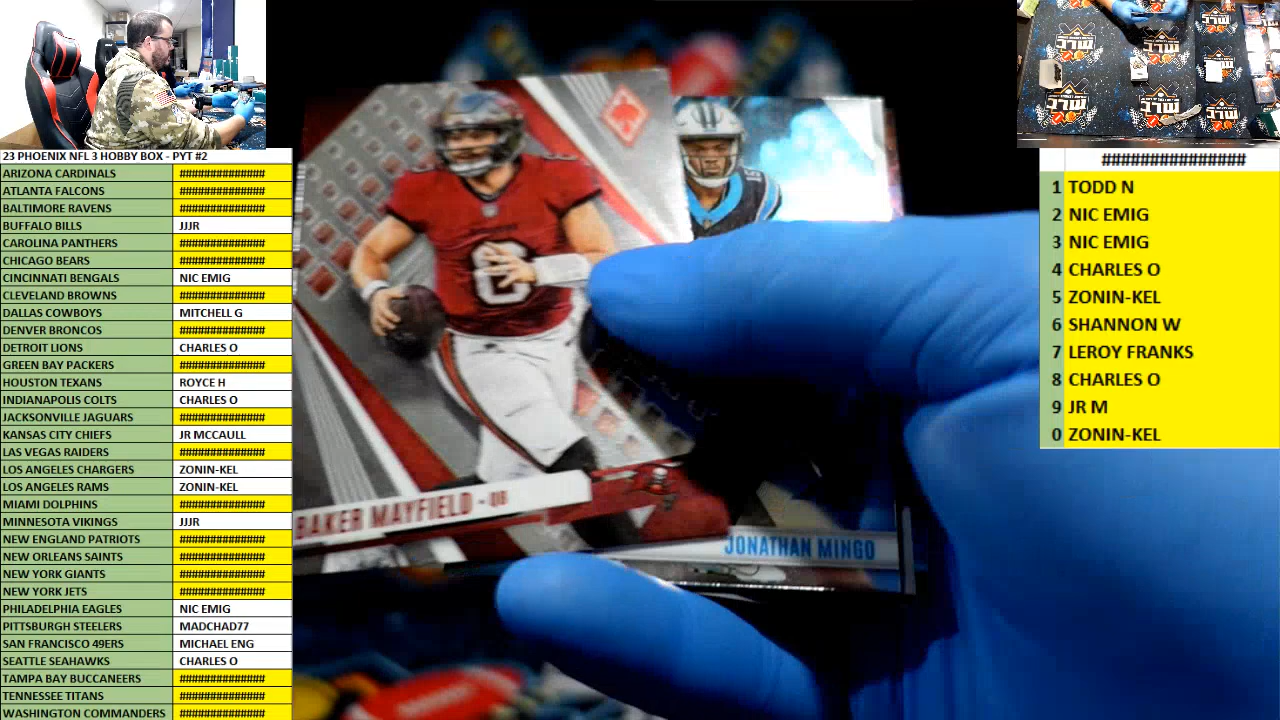 23 PHOENIX NFL 3 HOBBY BOX - PYT #2
ARIZONA CARDINALS ##############
ATLANTA FALCONS ##############
BALTIMORE RAVENS ##############
BUFFALO BILLS JJJR
CAROLINA PANTHERS ##############
CHICAGO BEARS ##############
CINCINNATI BENGALS NIC EMIG
CLEVELAND BROWNS ##############
DALLAS COWBOYS MITCHELL G
DENVER BRONCOS ##############
DETROIT LIONS CHARLES O
GREEN BAY PACKERS ##############
HOUSTON TEXANS ROYCE H
INDIANAPOLIS COLTS CHARLES O
JACKSONVILLE JAGUARS ##############
KANSAS CITY CHIEFS JR MCCAULL
LAS VEGAS RAIDERS ##############
LOS ANGELES CHARGERS ZONIN-KEL
LOS ANGELES RAMS ZONIN-KEL
MIAMI DOLPHINS ##############
MINNESOTA VIKINGS JJJR
NEW ENGLAND PATRIOTS ##############
NEW ORLEANS SAINTS ##############
NEW YORK GIANTS ##############
NEW YORK JETS ##############
PHILADELPHIA EAGLES NIC EMIG
PITTSBURGH STEELERS MADCHAD77
SAN FRANCISCO 49ERS MICHAEL ENG
SEATTLE SEAHAWKS CHARLES O
TAMPA BAY BUCCANEERS ##############
TENNESSEE TITANS ##############
WASHINGTON COMMANDERS ##############
6
BAKER MAYFIELD - QB
JONATHAN MINGO
###############
1 TODD N
2 NIC EMIG
3 NIC EMIG
4 CHARLES O
5 ZONIN-KEL
6 SHANNON W
7 LEROY FRANKS
8 CHARLES O
9 JR M
0 ZONIN-KEL